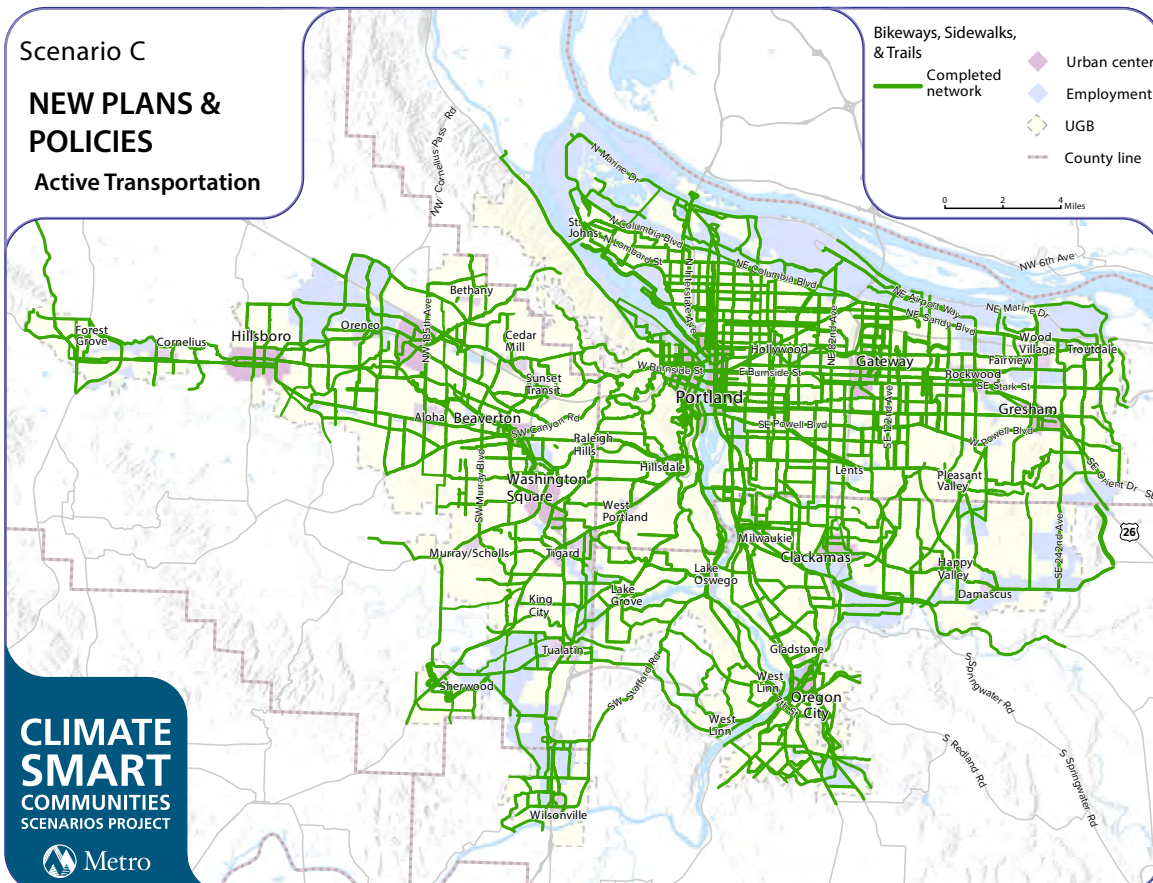 Scenario C
NEW PLANS &
POLICIES
Active Transportation
Bikeways, Sidewalks,
& Trails
Completed
network
Urban center
Employment
UGB
County line
0 2 4 Miles
NW Cornelius Pass Rd
N Marine Dr
St.
Johns
N Columbia Blvd
N Lombard St
N Interstate Ave
NE Columbia Blvd
NW 6th Ave
NE Airport Way
NE Marine Dr
NE Sandy Blvd
NE 82nd Ave
Bethany
NW 185th Ave
Orenco
Hillsboro
Forest
Grove
Cornelius
Cedar
Mill
Sunset
Transit
Hollywood
Gateway
Wood
Village
Troutdale
Fairview
Rockwood
W Burnside St
E Burnside St
SE Stark St
Portland
Gresham
Aloha
Beaverton
SW Canyon Rd
SE Powell Blvd
SE 122nd Ave
W Powell Blvd
Raleigh
Hills
Hillsdale
Lents
Pleasant
Valley
SE Orient Dr
St
SW Murray Blvd
Washington
Square
West
Portland
26
SE 242nd Ave
Murray/Scholls
Tigard
Milwaukie
Clackamas
Happy
Valley
Lake
Oswego
Damascus
King
City
Lake
Grove
Tualatin
Gladstone
SW Stafford Rd
Sherwood
West
Linn
Oregon
City
7th St
West
Linn
S Springwater Rd
S Redland Rd
S Springwater Rd
Wilsonville
CLIMATE
SMART
COMMUNITIES
SCENARIOS PROJECT
Metro